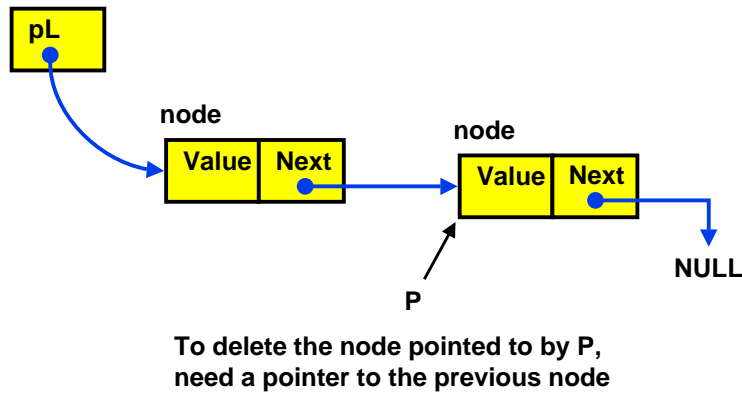 pL
node
node
Value Next
Value Next
NULL
P
To delete the node pointed to by P,
need a pointer to the previous node